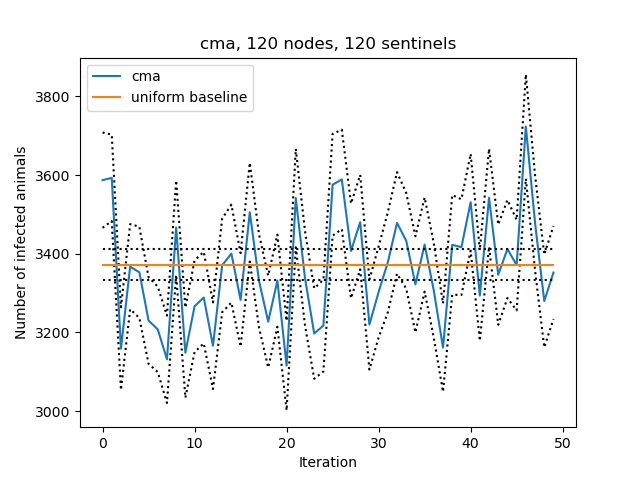 cma, 120 nodes, 120 sentinels
cma
uniform baseline
3800
3600
3400
3200
3000
Number of infected animals
0
10
20
30
40
50
Iteration